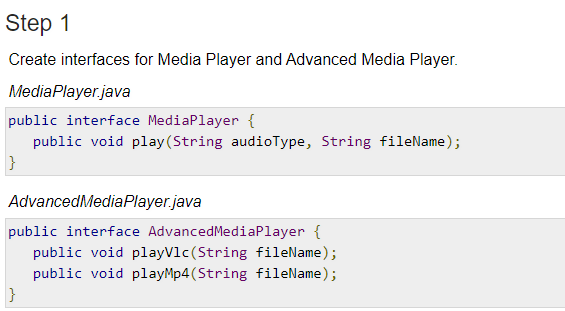 Step 1
Create interfaces for Media Player and Advanced Media Player.
MediaPlayer.java
public interface MediaPlayer {
   public void play(String audioType, String fileName);
}
AdvancedMediaPlayer.java
public interface AdvancedMediaPlayer {
   public void playVlc(String fileName);
   public void playMp4(String fileName);
}